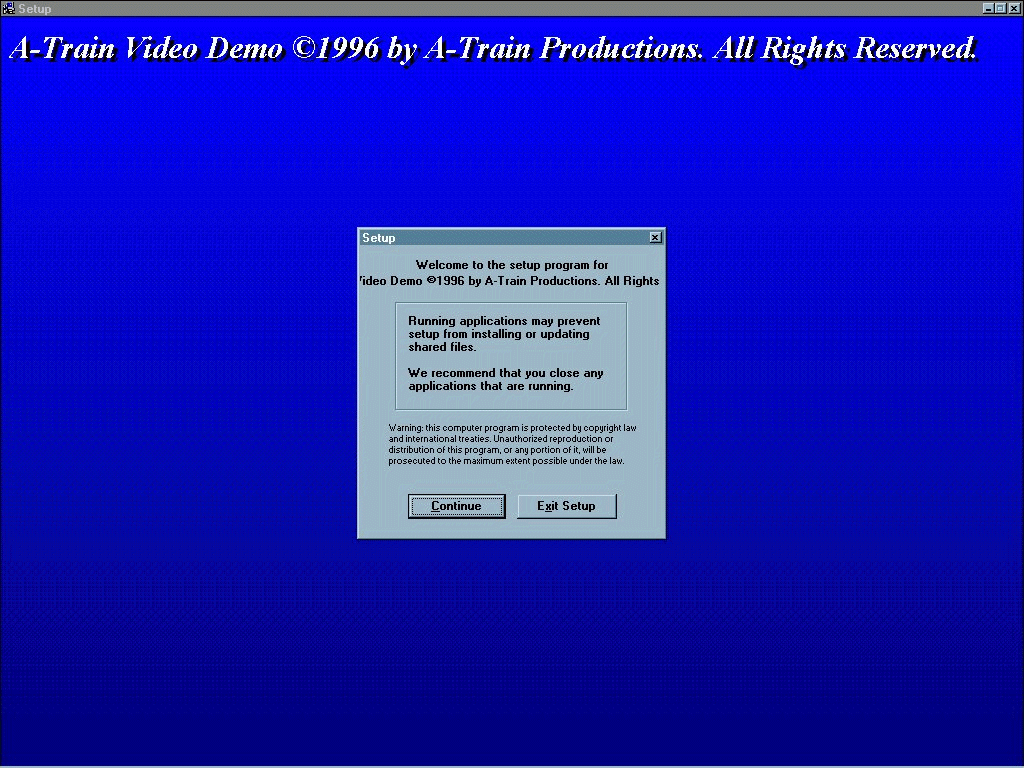 Setup
A-Train Video Demo ©1996 by A-Train Productions. All Rights Reserved.
Setup
Welcome to the setup program for
ideo Demo ©1996 by A-Train Productions. All Rights
Running applications may prevent
setup from installing or updating
shared files.
We recommend that you close any
applications that are running.
Warning: this computer program is protected by copyright law
and international treaties. Unauthorized reproduction or
distribution of this program, or any portion of it, will be
prosecuted to the maximum extent possible under the law.
Continue
Exit Setup